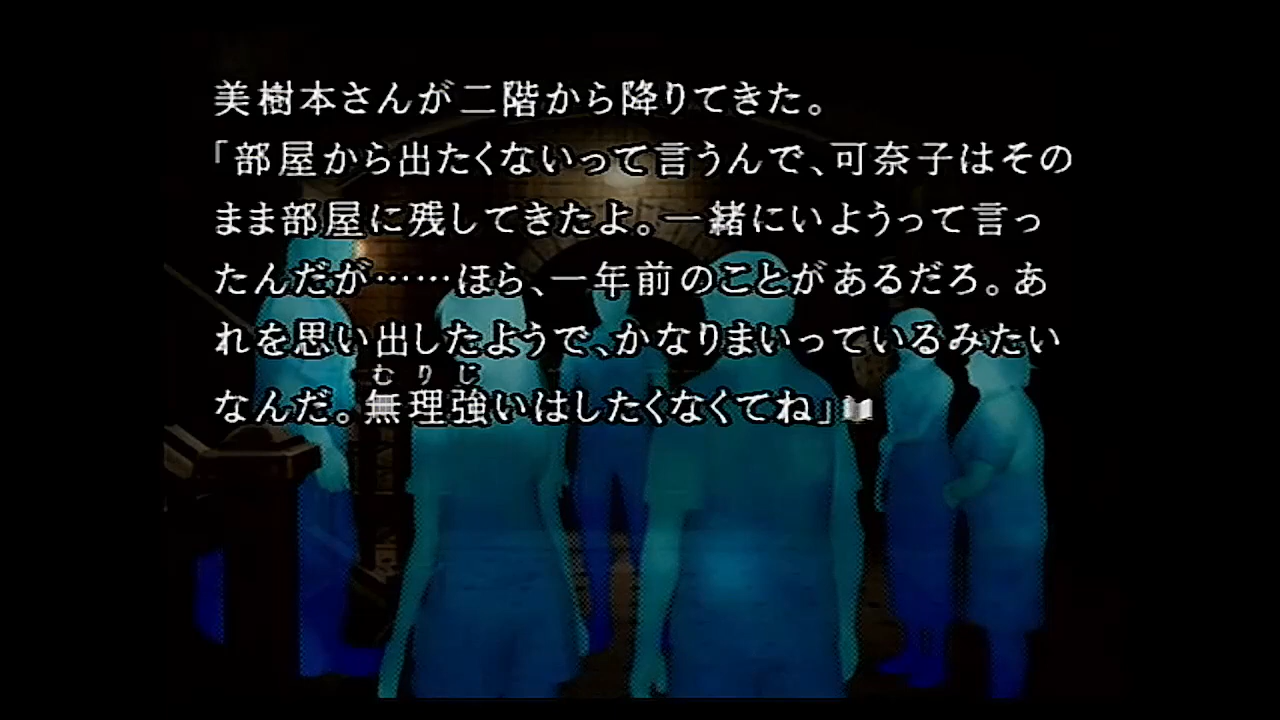 美樹本さんが二階から降りてきた。
「部屋から出たくないって言うんで、可奈子はその
まま部屋に残してきたよ。一緒にいようって言っ
たんだが……ほら、一年前のことがあるだろ。あ
れを思い出したようで、かなりまいっているみたい
むりじ
なんだ。無理強いはしたくなくてね」